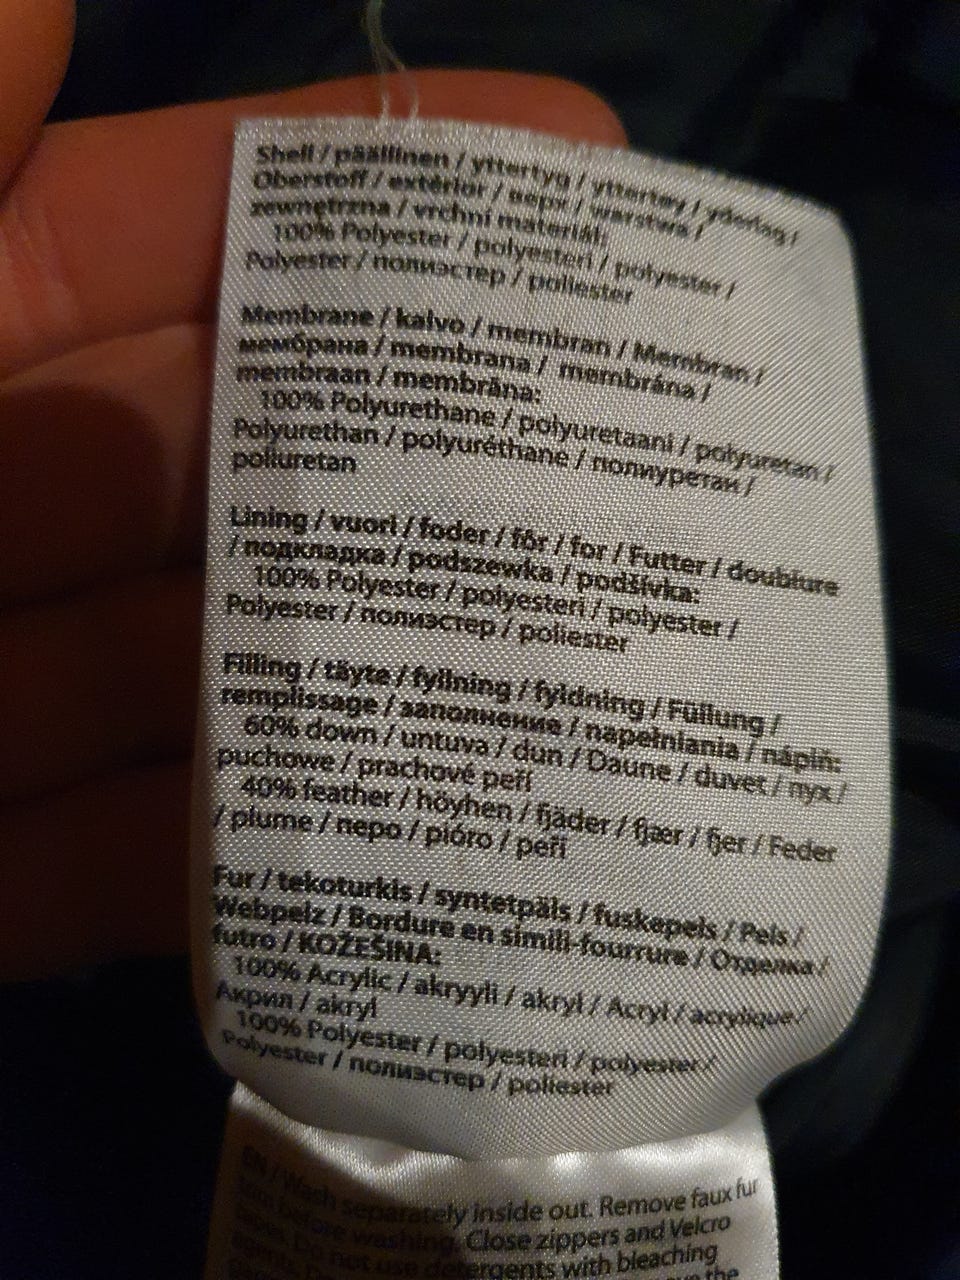 Shell / päällinen / yttertyg / yttertøy / yderlag /
Oberstoff / extérior / верх / warstwa /
zewnętrzna / vrchní materiál:
100% Polyester / polyesteri / polyester /
Polyester / полиэстер / poliester
Membrane / kalvo / membran / Membran /
мембрана / membrana / membrána /
membraan / membrāna:
100% Polyurethane / polyuretaani / polyuretan /
Polyurethan / polyuréthane / полиуретан /
poliuretan
Lining / vuori / foder / fôr / for / Futter / doublure
/ подкладка / podszewka / podšívka:
100% Polyester / polyesteri / polyester /
Polyester / полиэстер / poliester
Filling / täyte / fyllning / fyldning / Füllung /
remplissage / заполнение / napełniania / náplň:
60% down / untuva / dun / Daune / duvet / пух /
puchowe / prachové peří
40% feather / höyhen / fjäder / fjær / fjer / Feder
/ plume / перо / pióro / peří
Fur / tekoturkis / syntetpäls / fuskepels / Pels /
Webpelz / Bordure en simili-fourrure / Отделка /
futro / KOŽEŠINA:
100% Acrylic / akryyli / akryl / Acryl / acrylique /
Акрил / akryl
100% Polyester / polyesteri / polyester /
Polyester / полиэстер / poliester
EN / Wash separately inside out. Remove faux fur
before washing. Close zippers and Velcro
Do not use detergents with bleaching
the